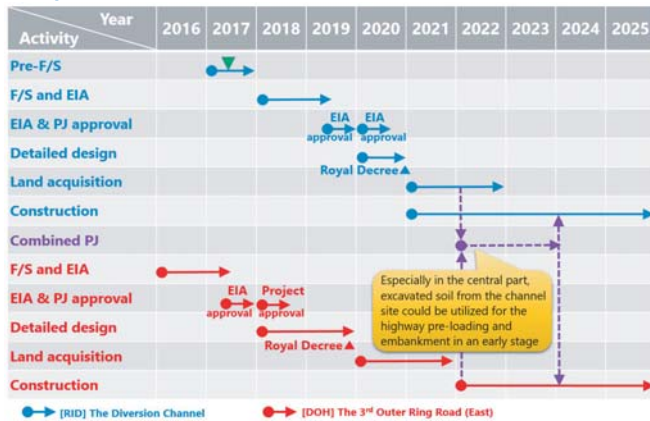 Year
Activity
2016 2017 2018 2019 2020 2021 2022 2023 2024 2025
Pre-F/S
F/S and EIA
EIA & PJ approval
EIA EIA
approval approval
Detailed design
Royal Decree
Land acquisition
Construction
Combined PJ
F/S and EIA
Especially in the central part,
excavated soil from the channel
site could be utilized for the
highway pre-loading and
embankment in an early stage
EIA & PJ approval
EIA Project
approval approval
Detailed design
Royal Decree
Land acquisition
Construction
[RID] The Diversion Channel [DOH] The 3rd Outer Ring Road (East)